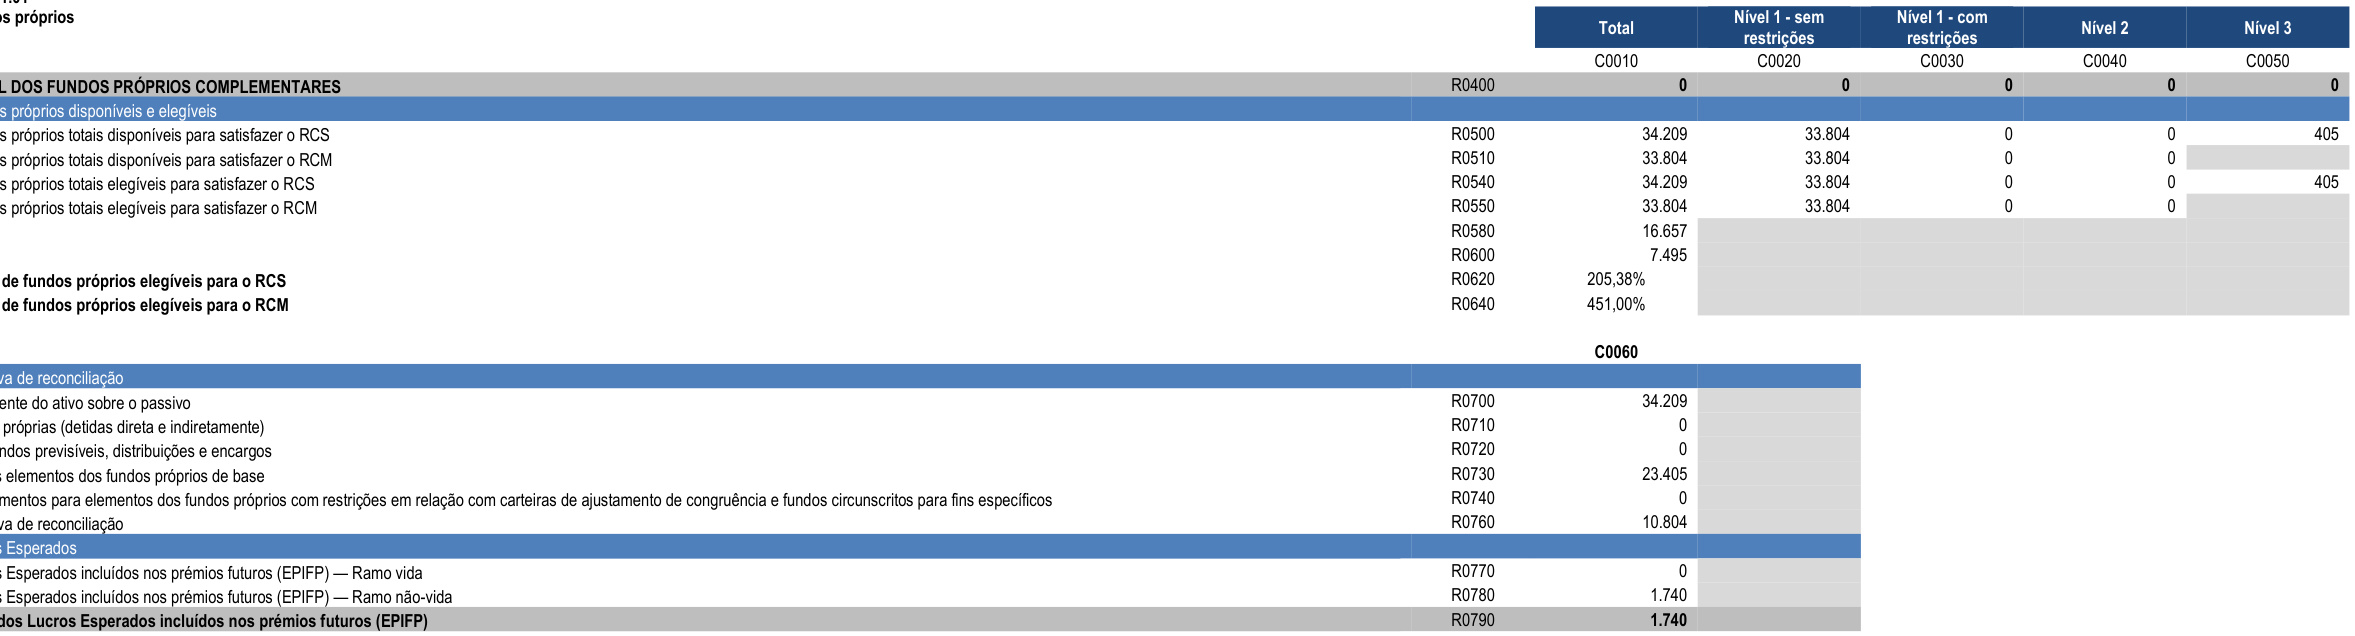 os próprios
Total Nível 1 - sem restrições Nível 1 - com restrições Nível 2 Nível 3
C0010 C0020 C0030 C0040 C0050
L DOS FUNDOS PRÓPRIOS COMPLEMENTARES R0400 0 0 0 0 0
s próprios disponíveis e elegíveis
s próprios totais disponíveis para satisfazer o RCS R0500 34.209 33.804 0 0 405
s próprios totais disponíveis para satisfazer o RCM R0510 33.804 33.804 0 0
s próprios totais elegíveis para satisfazer o RCS R0540 34.209 33.804 0 0 405
s próprios totais elegíveis para satisfazer o RCM R0550 33.804 33.804 0 0
R0580 16.657
R0600 7.495
de fundos próprios elegíveis para o RCS R0620 205,38%
de fundos próprios elegíveis para o RCM R0640 451,00%
C0060
va de reconciliação
ente do ativo sobre o passivo R0700 34.209
próprias (detidas direta e indiretamente) R0710 0
ndos previsíveis, distribuições e encargos R0720 0
s elementos dos fundos próprios de base R0730 23.405
mentos para elementos dos fundos próprios com restrições em relação com carteiras de ajustamento de congruência e fundos circunscritos para fins específicos R0740 0
va de reconciliação R0760 10.804
s Esperados
s Esperados incluídos nos prémios futuros (EPIFP) — Ramo vida R0770 0
s Esperados incluídos nos prémios futuros (EPIFP) — Ramo não-vida R0780 1.740
dos Lucros Esperados incluídos nos prémios futuros (EPIFP) R0790 1.740